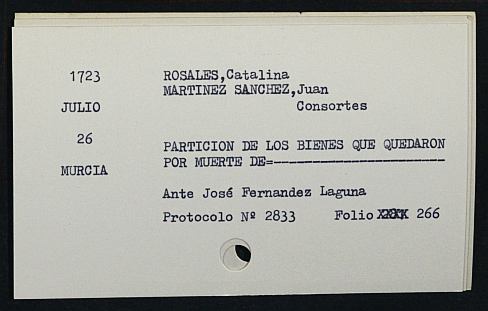 1723
JULIO
26
MURCIA
ROSALES,Catalina
MARTINEZ SANCHEZ,Juan
Consortes
PARTICION DE LOS BIENES QUE QUEDARON
POR MUERTE DE=----------------------
Ante José Fernandez Laguna
Protocolo Nº 2833 Folio 266